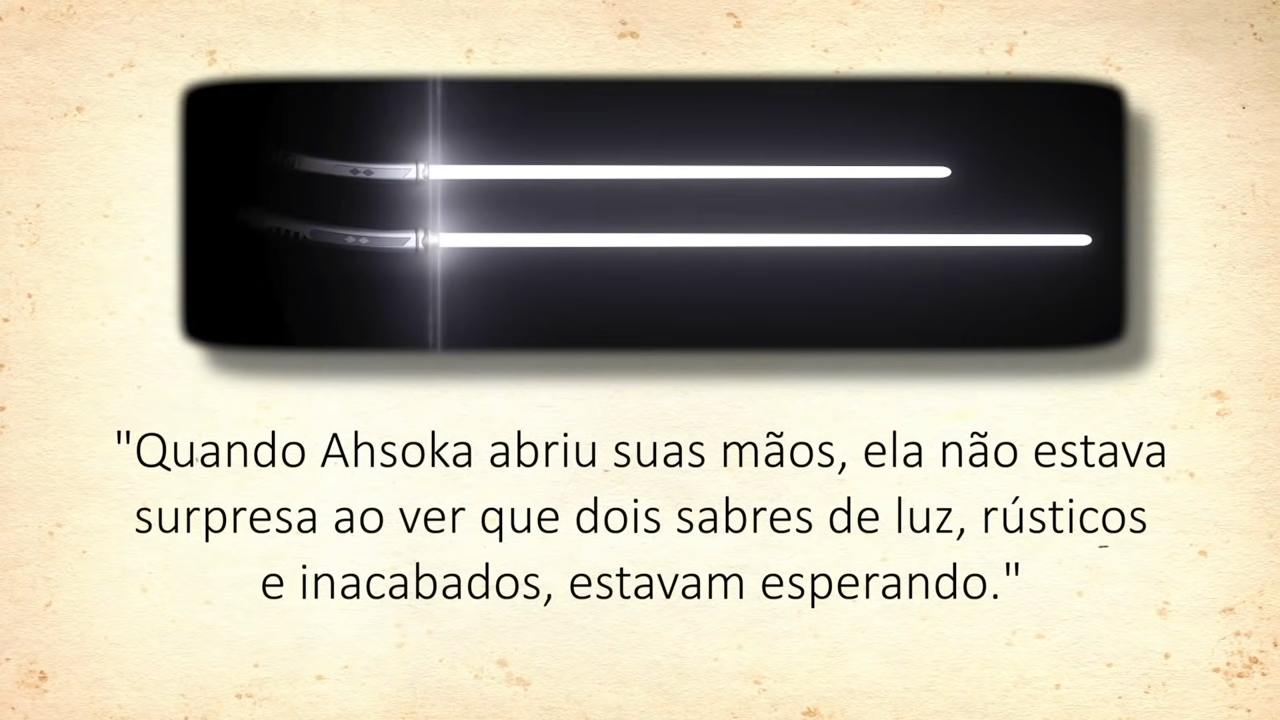 "Quando Ahsoka abriu suas mãos, ela não estava
surpresa ao ver que dois sabres de luz, rústicos
e inacabados, estavam esperando."